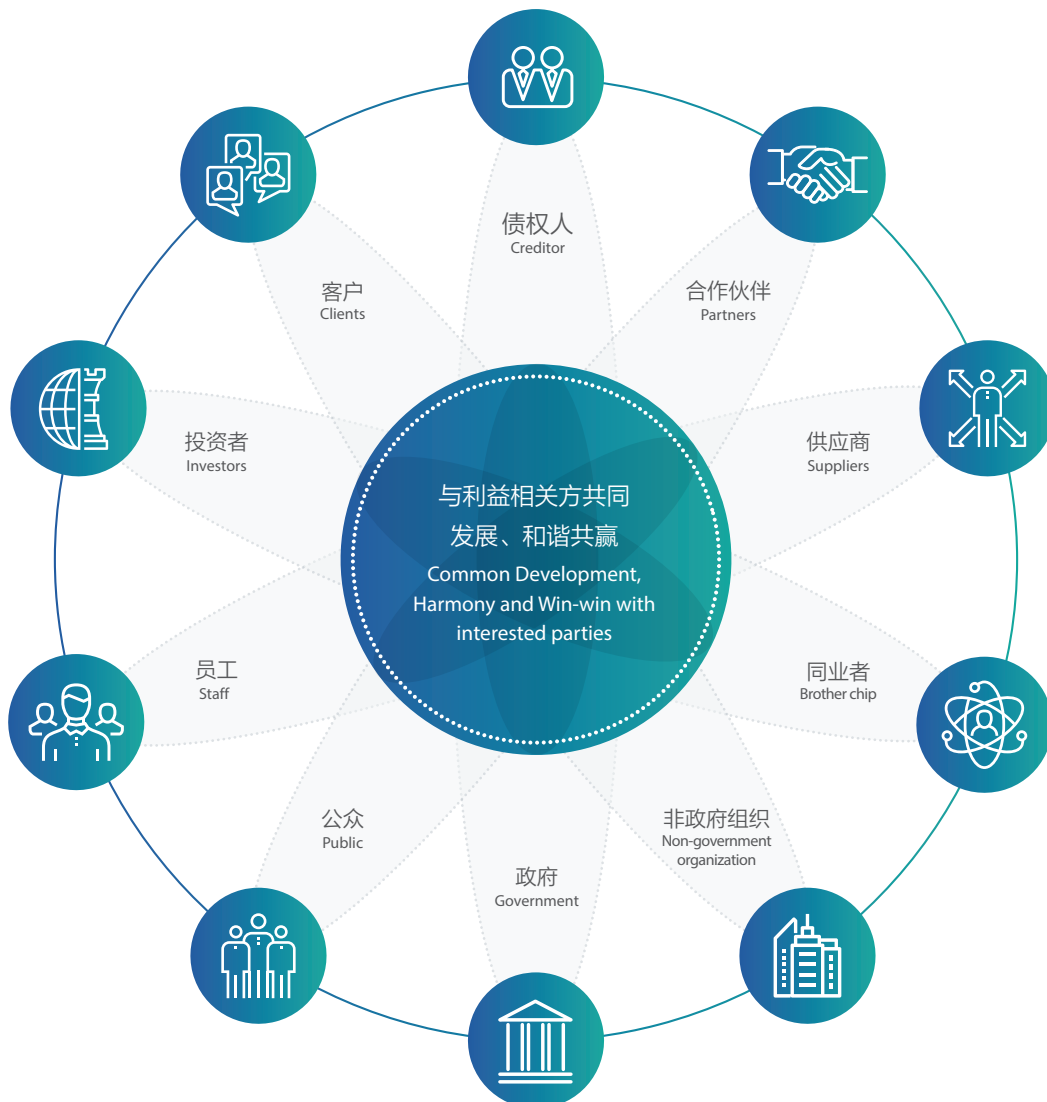 债权人
Creditor
客户
Clients
合作伙伴
Partners
投资者
Investors
供应商
Suppliers
与利益相关方共同
发展、和谐共赢
Common Development,
Harmony and Win-win with
interested parties
员工
Staff
同业者
Brother chip
公众
Public
非政府组织
Non-government
organization
政府
Government